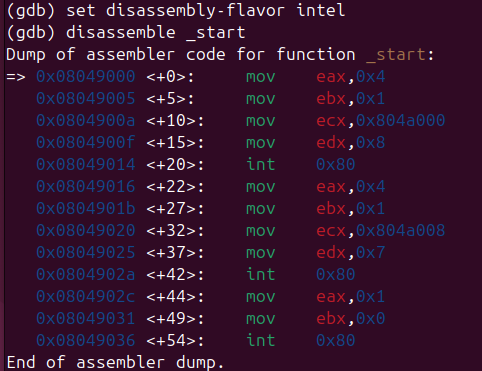 (gdb) set disassembly-flavor intel
(gdb) disassemble _start
Dump of assembler code for function _start:
=> 0x08049000 <+0>:     mov    eax,0x4
   0x08049005 <+5>:     mov    ebx,0x1
   0x0804900a <+10>:    mov    ecx,0x804a000
   0x0804900f <+15>:    mov    edx,0x8
   0x08049014 <+20>:    int    0x80
   0x08049016 <+22>:    mov    eax,0x4
   0x0804901b <+27>:    mov    ebx,0x1
   0x08049020 <+32>:    mov    ecx,0x804a008
   0x08049025 <+37>:    mov    edx,0x7
   0x0804902a <+42>:    int    0x80
   0x0804902c <+44>:    mov    eax,0x1
   0x08049031 <+49>:    mov    ebx,0x0
   0x08049036 <+54>:    int    0x80
End of assembler dump.